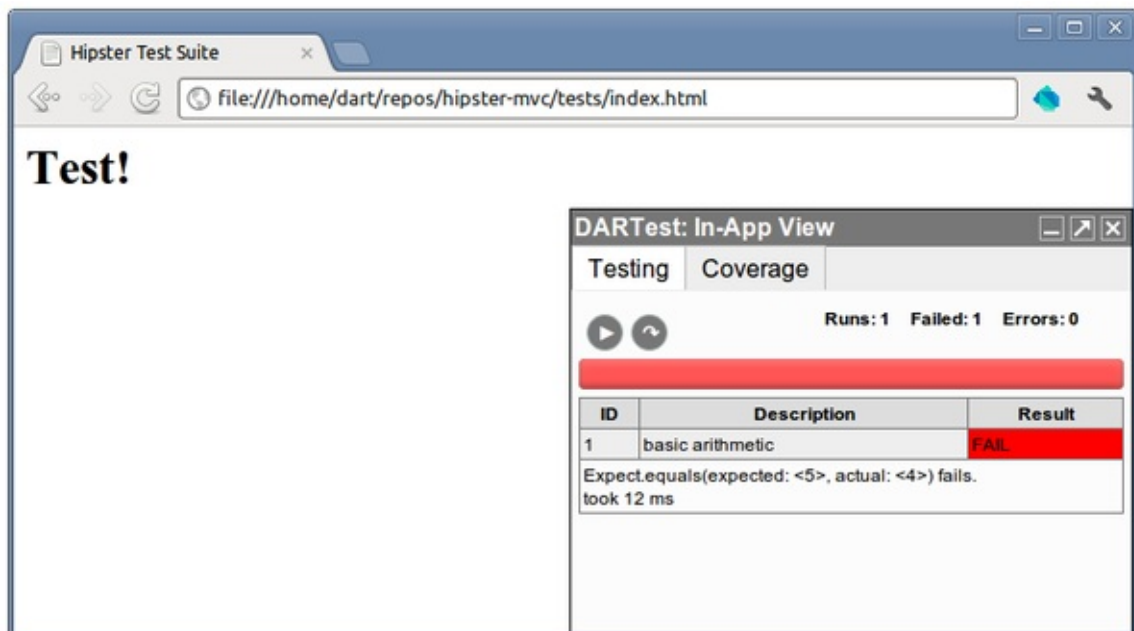 Hipster Test Suite
file:///home/dart/repos/hipster-mvc/tests/index.html
Test!
DARTest: In-App View
Testing Coverage
Runs: 1 Failed: 1 Errors: 0
ID Description Result
1 basic arithmetic FAIL
Expect.equals(expected: <5>, actual: <4>) fails.
took 12 ms